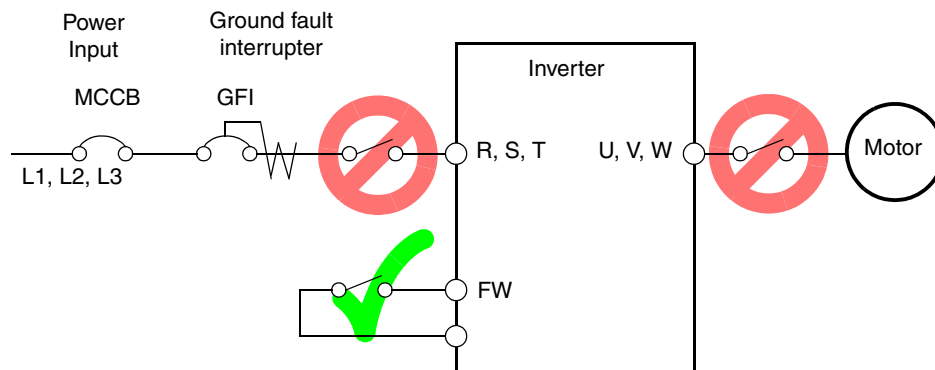 Power
Input
Ground fault
interrupter
Inverter
MCCB
GFI
L1, L2, L3
R, S, T
U, V, W
Motor
FW